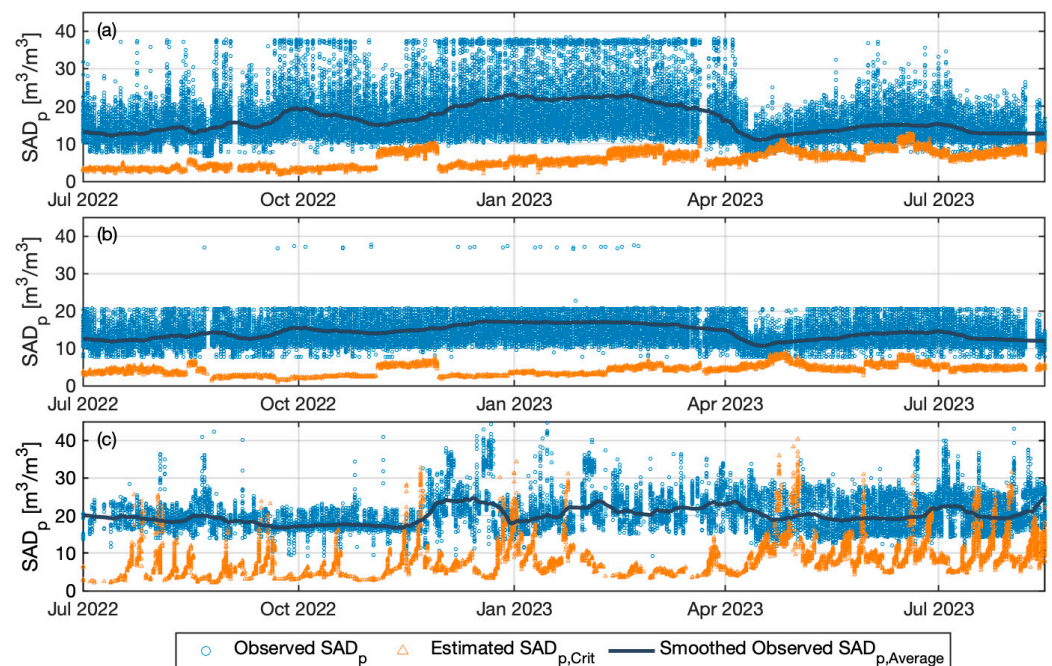 (a)
SADp [m³/m³]
40
30
20
10
0
Jul 2022 Oct 2022 Jan 2023 Apr 2023 Jul 2023
(b)
SADp [m³/m³]
40
30
20
10
0
Jul 2022 Oct 2022 Jan 2023 Apr 2023 Jul 2023
(c)
SADp [m³/m³]
40
30
20
10
0
Jul 2022 Oct 2022 Jan 2023 Apr 2023 Jul 2023
Observed SADp Estimated SADp,Crit Smoothed Observed SADp,Average